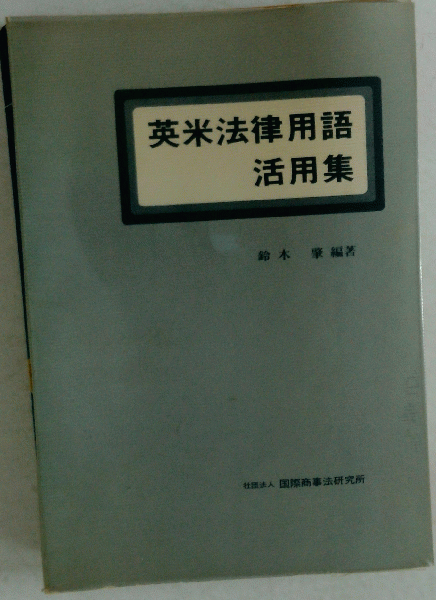 英米法律用語
活用集
鈴木 肇編著
社団法人 国際商事法研究所